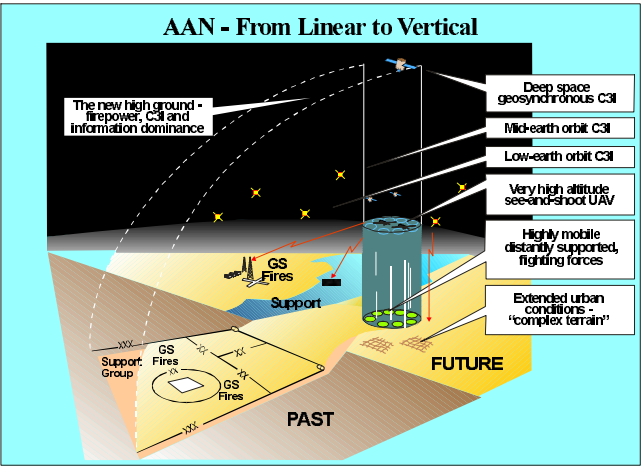 AAN - From Linear to Vertical
The new high ground -
firepower, C3I and
information dominance
Deep space
geosynchronous C3I
Mid-earth orbit C3I
Low-earth orbit C3I
Very high altitude
see-and-shoot UAV
Highly mobile
distantly supported,
fighting forces
Extended urban
conditions -
“complex terrain”
GS
Fires
Support
XXX
Support
Group
GS
Fires
XX
XX
XX
GS
Fires
XX
XXX
FUTURE
PAST